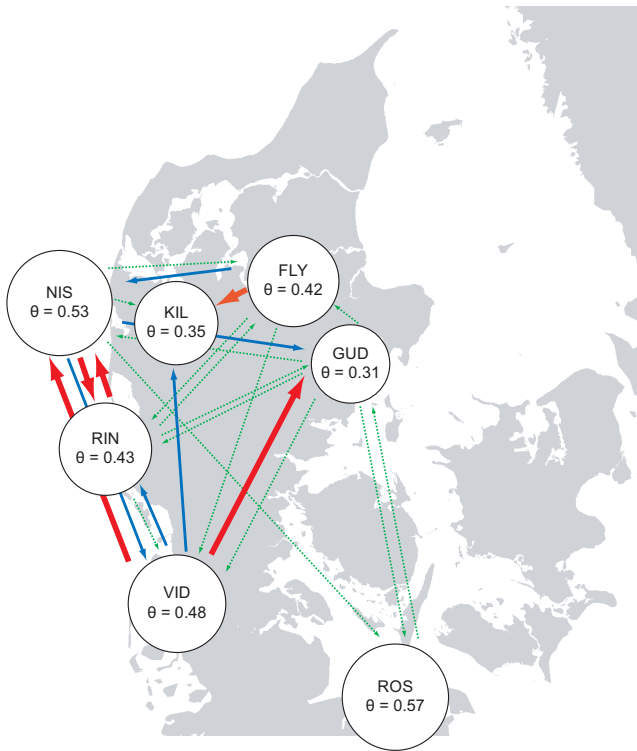 FLY
θ = 0.42
NIS
θ = 0.53
KIL
θ = 0.35
GUD
θ = 0.31
RIN
θ = 0.43
VID
θ = 0.48
ROS
θ = 0.57